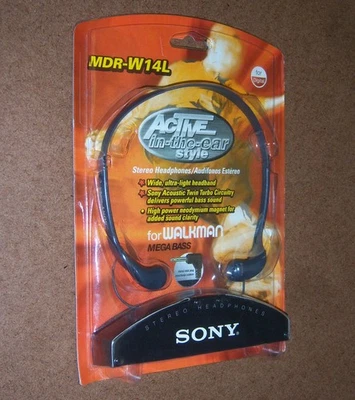 MDR-W14L
for
Digital
ACTIVE
in-the-ear
style
Stereo Headphones/Audífonos Estéreo
Wide, ultra-light headband
Sony Acoustic Twin Turbo Circuitry
delivers powerful bass sound
High power neodymium magnet for
added sound clarity
for WALKMAN
MEGA BASS
STEREO HEADPHONES
SONY